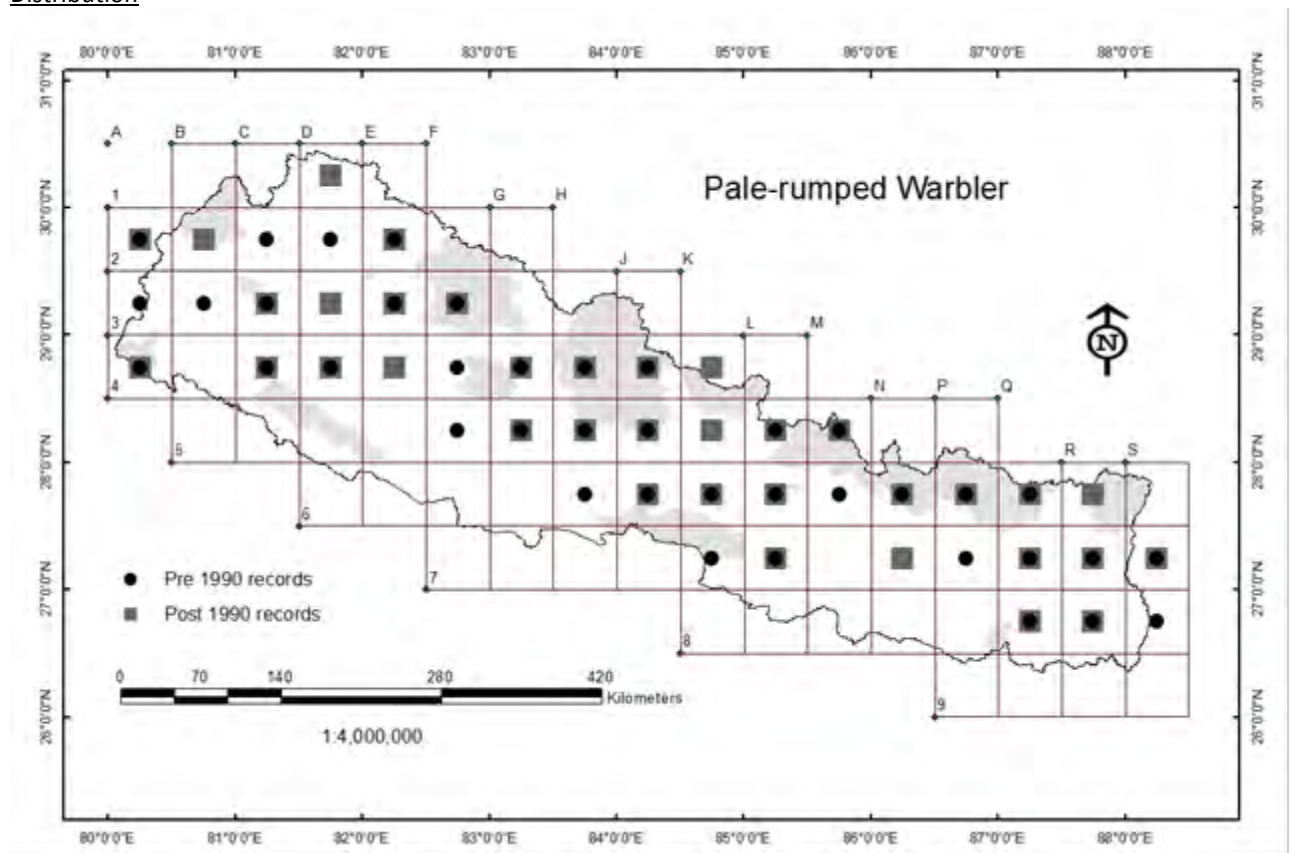 Distribution
80°0'0"E 81°0'0"E 82°0'0"E 83°0'0"E 84°0'0"E 85°0'0"E 86°0'0"E 87°0'0"E 88°0'0"E
31°0'0"N 31°0'0"N
A B C D E F
Pale-rumped Warbler
1 G H
30°0'0"N 30°0'0"N
2 J K
3 L M
29°0'0"N N 29°0'0"N
4 N P Q
5 R S
28°0'0"N 28°0'0"N
6
Pre 1990 records
7
27°0'0"N 27°0'0"N
Post 1990 records
8
0 70 140 280 420
Kilometers
9
26°0'0"N 26°0'0"N
1:4,000,000
80°0'0"E 81°0'0"E 82°0'0"E 83°0'0"E 84°0'0"E 85°0'0"E 86°0'0"E 87°0'0"E 88°0'0"E